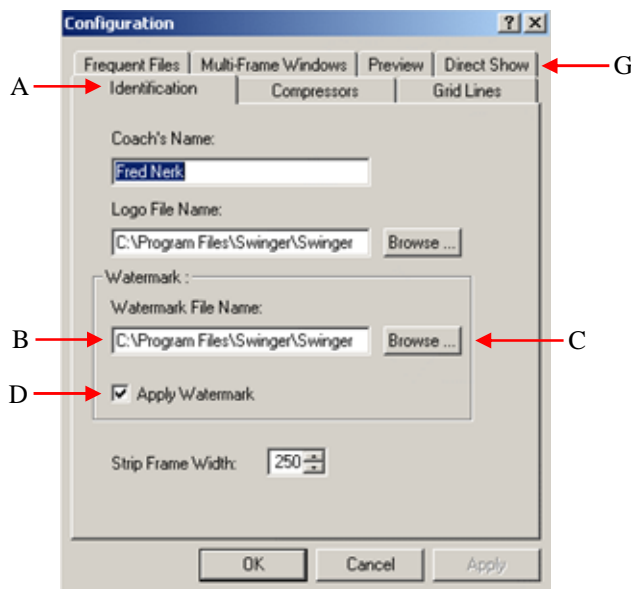 Configuration
Frequent Files Multi-Frame Windows Preview Direct Show G
A Identification Compressors Grid Lines
Coach's Name:
Fred Nerk
Logo File Name:
C:\Program Files\Swinger\Swinger Browse ...
Watermark :
Watermark File Name:
B C:\Program Files\Swinger\Swinger Browse ... C
D Apply Watermark
Strip Frame Width: 250
OK Cancel Apply